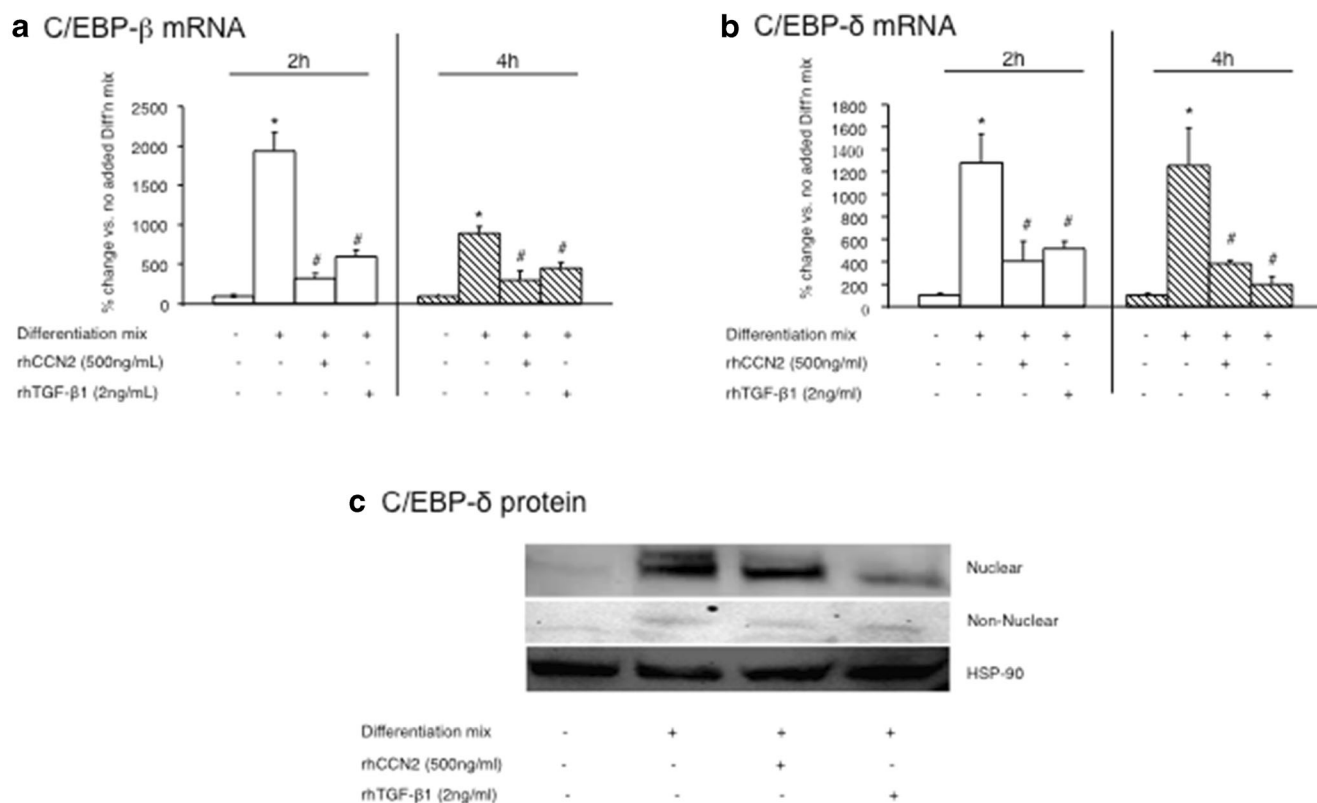 a C/EBP-β mRNA
2h
4h
% change vs. no added Diff'n mix
2500
2000
1500
1000
500
0
*
#
#
*
#
#
Differentiation mix - + + + - + + +
rhCCN2 (500ng/mL) - - + - - - + -
rhTGF-β1 (2ng/mL) - - - + - - - +
b C/EBP-δ mRNA
2h
4h
% change vs. no added Diff'n mix
1800
1600
1400
1200
1000
800
600
400
200
0
*
#
#
*
#
#
Differentiation mix - + + + - + + +
rhCCN2 (500ng/ml) - - + - - - + -
rhTGF-β1 (2ng/ml) - - - + - - - +
c C/EBP-δ protein
Nuclear
Non-Nuclear
HSP-90
Differentiation mix - + + +
rhCCN2 (500ng/ml) - - + -
rhTGF-β1 (2ng/ml) - - - +